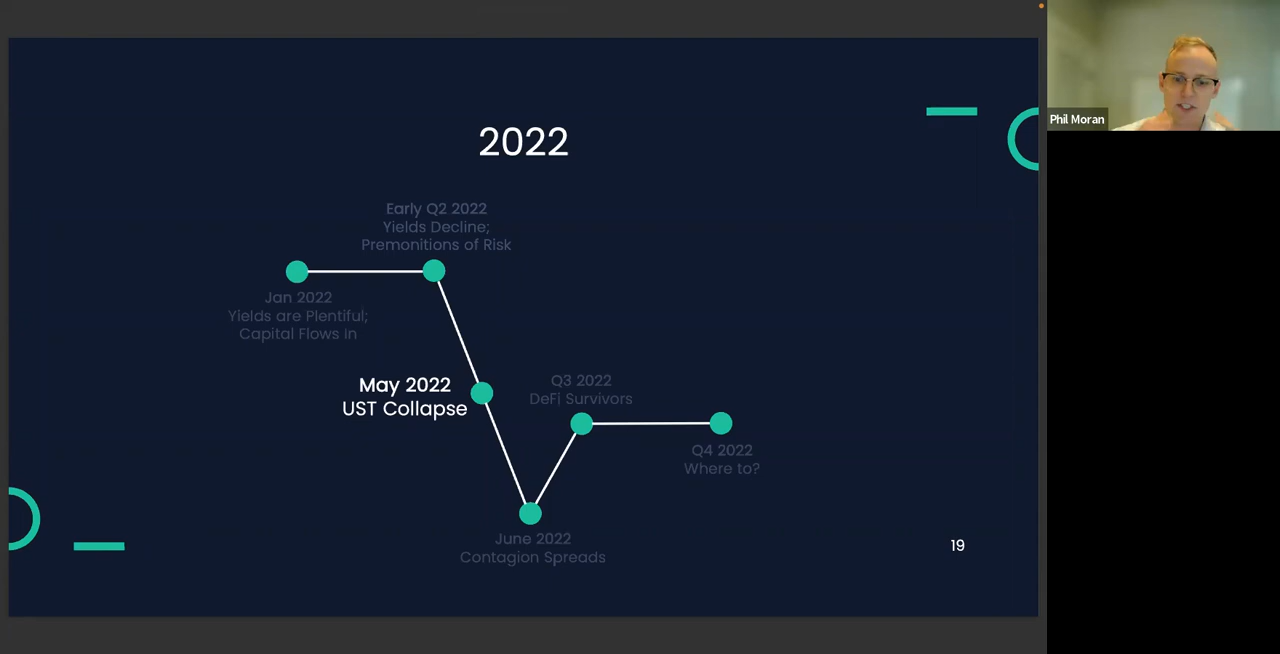 2022
Early Q2 2022
Yields Decline;
Premonitions of Risk
Jan 2022
Yields are Plentiful;
Capital Flows in
May 2022
UST Collapse
Q3 2022
DeFi Survivors
Q4 2022
Where to?
June 2022
Contagion Spreads
19
Phil Moran